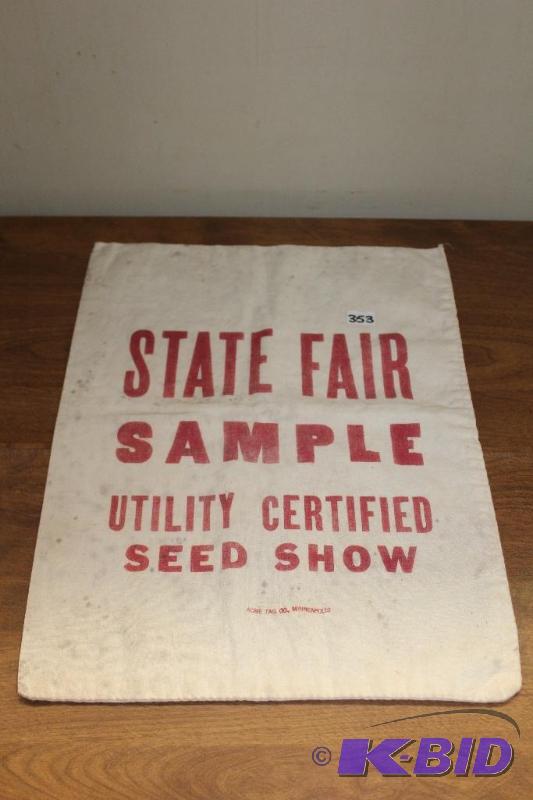 353
STATE FAIR
SAMPLE
UTILITY CERTIFIED
SEED SHOW
ACME TAG CO., MINNEAPOLIS
© K-BID